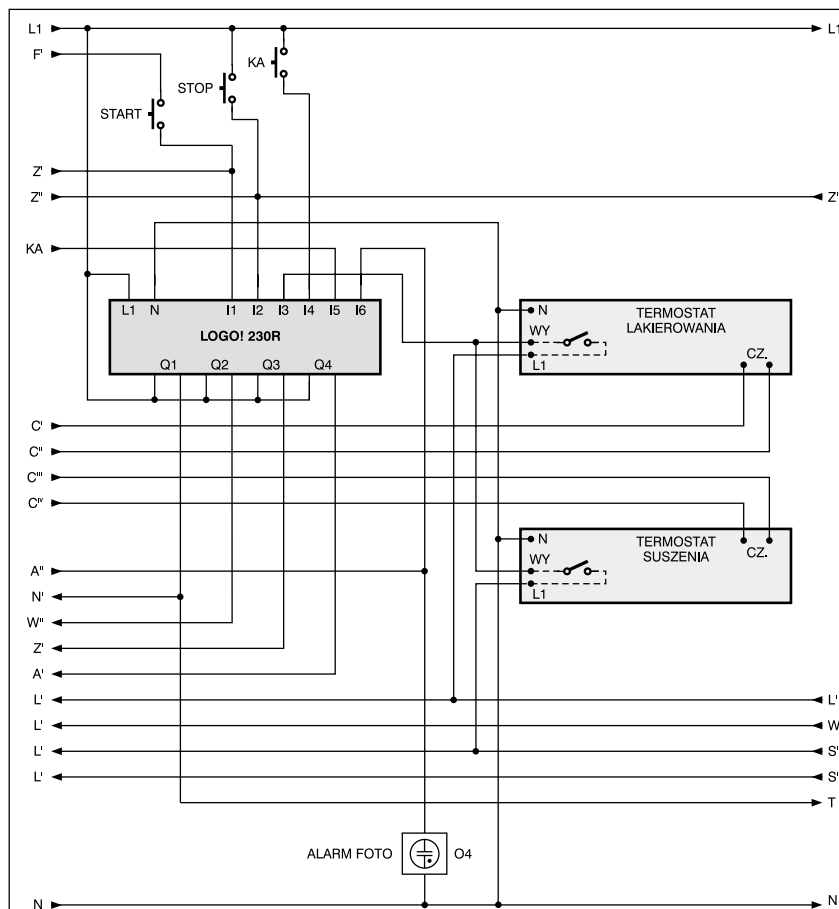 L1 L1
F'
KA
STOP
START
Z'
Z" Z'
KA
L1 N I1 I2 I3 I4 I5 I6
LOGO! 230R
Q1 Q2 Q3 Q4
N
TERMOSTAT
LAKIEROWANIA
WY
L1
CZ.
C'
C"
C'''
CIV
N
TERMOSTAT
SUSZENIA
WY
L1
CZ.
A"
N'
W"
Z'
A'
L' L'
L' W
L' S'
L' S'
T
ALARM FOTO O4
N N